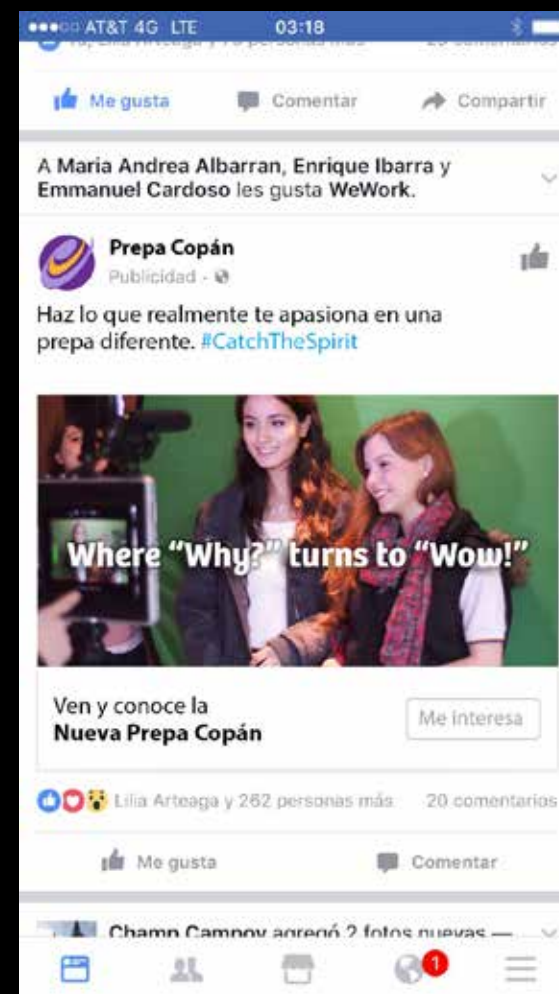 AT&T 4G LTE 03:18
Me gusta Comentar Compartir
A Maria Andrea Albarran, Enrique Ibarra y
Emmanuel Cardoso les gusta WeWork.
Prepa Copán
Publicidad
Haz lo que realmente te apasiona en una
prepa diferente. #CatchTheSpirit
Where “Why?” turns to “Wow!”
Ven y conoce la
Nueva Prepa Copán
Me interesa
Lilia Arteaga y 262 personas más 20 comentarios
Me gusta Comentar
Champ Campoy agregó 2 fotos nuevas —
1